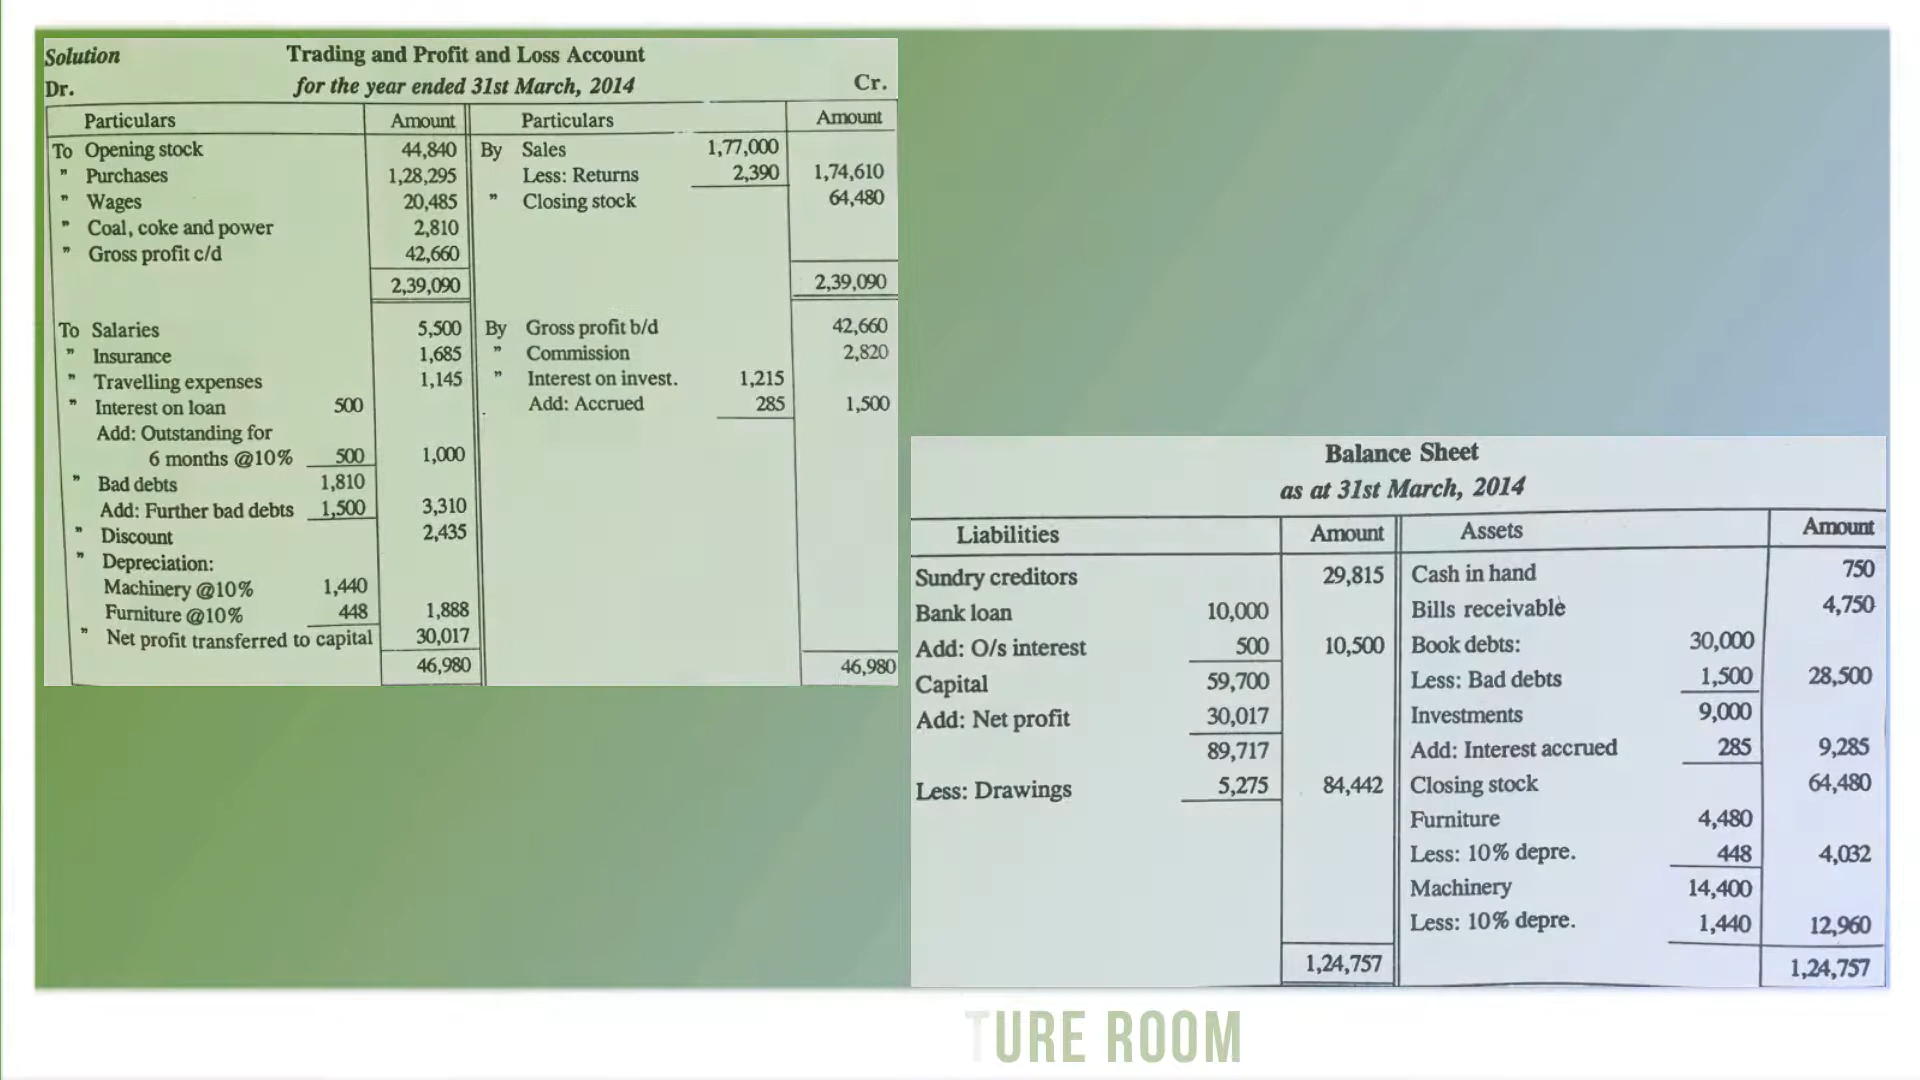 Solution Trading and Profit and Loss Account
Dr. for the year ended 31st March, 2014 Cr.
Particulars Amount Particulars Amount
To Opening stock 44,840 By Sales 1,77,000
" Purchases 1,28,295 Less: Returns 2,390 1,74,610
" Wages 20,485 " Closing stock 64,480
" Coal, coke and power 2,810
" Gross profit c/d 42,660
2,39,090 2,39,090
To Salaries 5,500 By Gross profit b/d 42,660
" Insurance 1,685 " Commission 2,820
" Travelling expenses 1,145 " Interest on invest. 1,215
" Interest on loan 500 Add: Accrued 285 1,500
Add: Outstanding for
6 months @10% 500 1,000
" Bad debts 1,810
Add: Further bad debts 1,500 3,310
" Discount 2,435
" Depreciation:
Machinery @10% 1,440
Furniture @10% 448 1,888
" Net profit transferred to capital 30,017
46,980 46,980
Balance Sheet
as at 31st March, 2014
Liabilities Amount Assets Amount
Sundry creditors 29,815 Cash in hand 750
Bank loan 10,000 Bills receivable 4,750
Add: O/s interest 500 10,500 Book debts: 30,000
Capital 59,700 Less: Bad debts 1,500 28,500
Add: Net profit 30,017 Investments 9,000
89,717 Add: Interest accrued 285 9,285
Less: Drawings 5,275 84,442 Closing stock 64,480
Furniture 4,480
Less: 10% depre. 448 4,032
Machinery 14,400
Less: 10% depre. 1,440 12,960
1,24,757 1,24,757
TURE ROOM